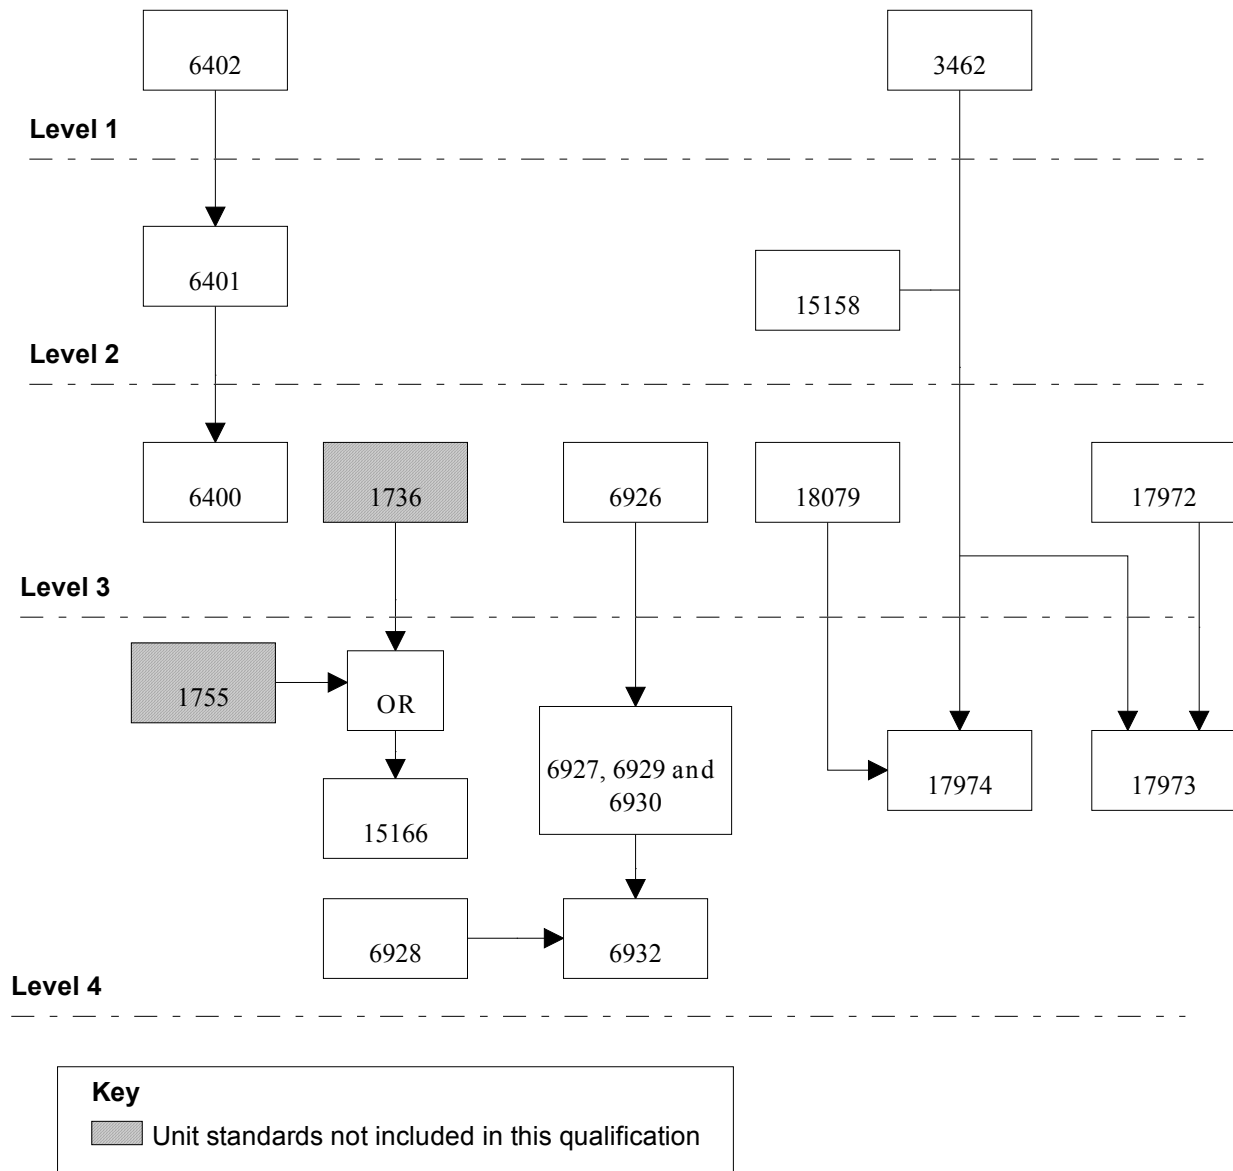 6402
3462
Level 1
6401
15158
Level 2
6400
1736
6926
18079
17972
Level 3
1755
OR
6927, 6929 and
6930
17974
17973
15166
6928
6932
Level 4
Key
Unit standards not included in this qualification